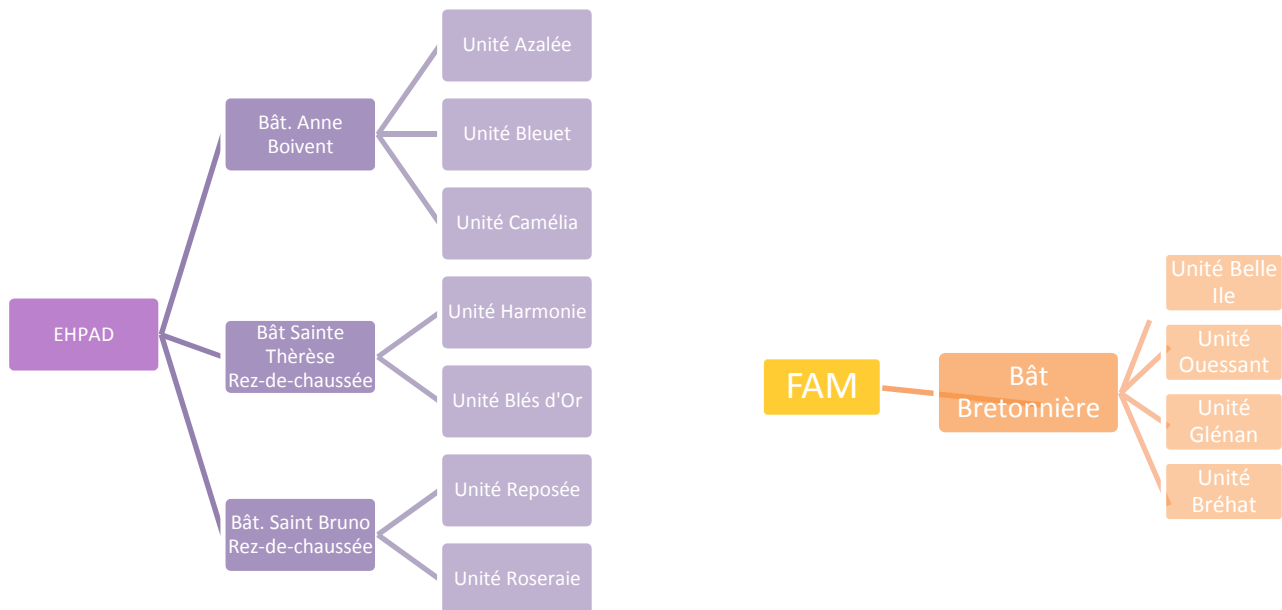 EHPAD
Bât. Anne
Boivent
Unité Azalée
Unité Bleuet
Unité Camélia
Bât Sainte
Thèrèse
Rez-de-chaussée
Unité Harmonie
Unité Blés d'Or
Bât. Saint Bruno
Rez-de-chaussée
Unité Reposée
Unité Roseraie
FAM
Bât
Bretonnière
Unité Belle
Ile
Unité
Ouessant
Unité
Glénan
Unité
Bréhat